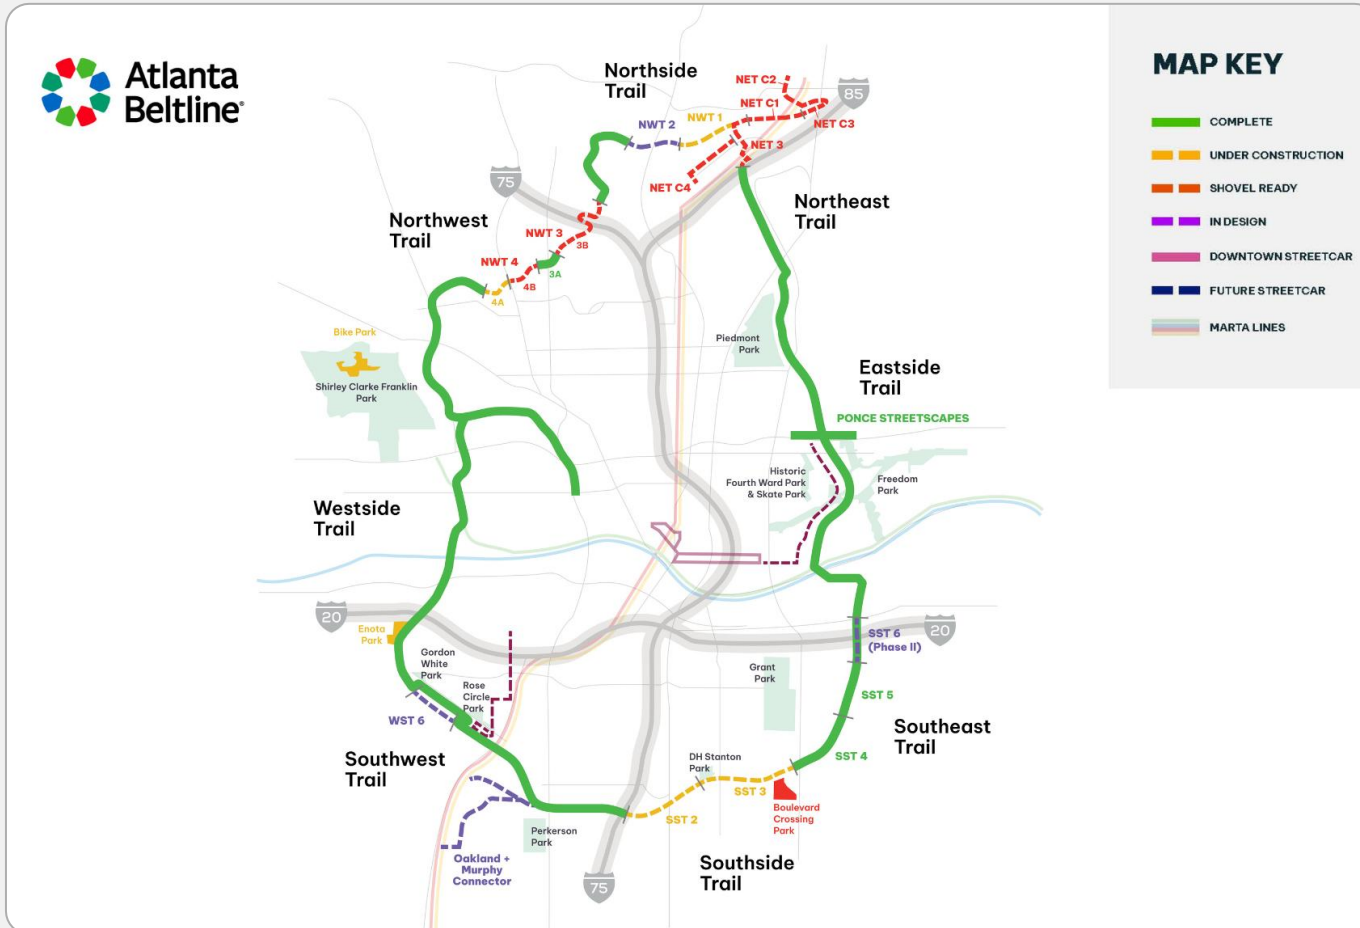 Atlanta
Beltline®
Northside
Trail
NET C2
85
NET C1
NWT 1
NWT 2
NET C3
NET 3
75
NET C4
Northeast
Trail
Northwest
Trail
NWT 3
3B
NWT 4
3A
4B
4A
Bike Park
Shirley Clarke Franklin
Park
Piedmont
Park
Eastside
Trail
PONCE STREETSCAPES
Historic
Fourth Ward Park
& Skate Park
Freedom
Park
Westside
Trail
20
Enota
Park
Gordon
White
Park
Rose
Circle
Park
WST 6
SST 6
(Phase II)
20
Grant
Park
SST 5
Southeast
Trail
SST 4
Southwest
Trail
DH Stanton
Park
SST 3
SST 2
Boulevard
Crossing
Park
Perkerson
Park
Oakland +
Murphy
Connector
Southside
Trail
75
MAP KEY
COMPLETE
UNDER CONSTRUCTION
SHOVEL READY
IN DESIGN
DOWNTOWN STREETCAR
FUTURE STREETCAR
MARTA LINES